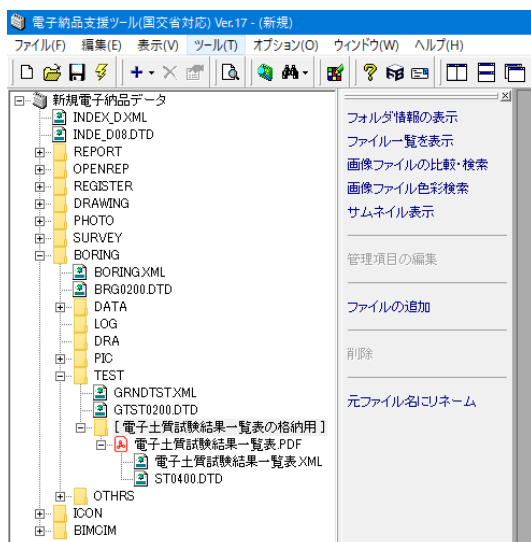 電子納品支援ツール(国交省対応) Ver.17 - (新規)
ファイル(F) 編集(E) 表示(V) ツール(T) オプション(O) ウィンドウ(W) ヘルプ(H)
新規電子納品データ
INDEX_D.XML
INDE_D08.DTD
REPORT
OPENREP
REGISTER
DRAWING
PHOTO
SURVEY
BORING
BORING.XML
BRG0200.DTD
DATA
LOG
DRA
PIC
TEST
GRNDTST.XML
GTST0200.DTD
[ 電子土質試験結果一覧表の格納用 ]
電子土質試験結果一覧表.PDF
電子土質試験結果一覧表.XML
ST0400.DTD
OTHRS
ICON
BIMCIM
フォルダ情報の表示
ファイル一覧を表示
画像ファイルの比較・検索
画像ファイル色彩検索
サムネイル表示
管理項目の編集
ファイルの追加
削除
元ファイル名にリネーム